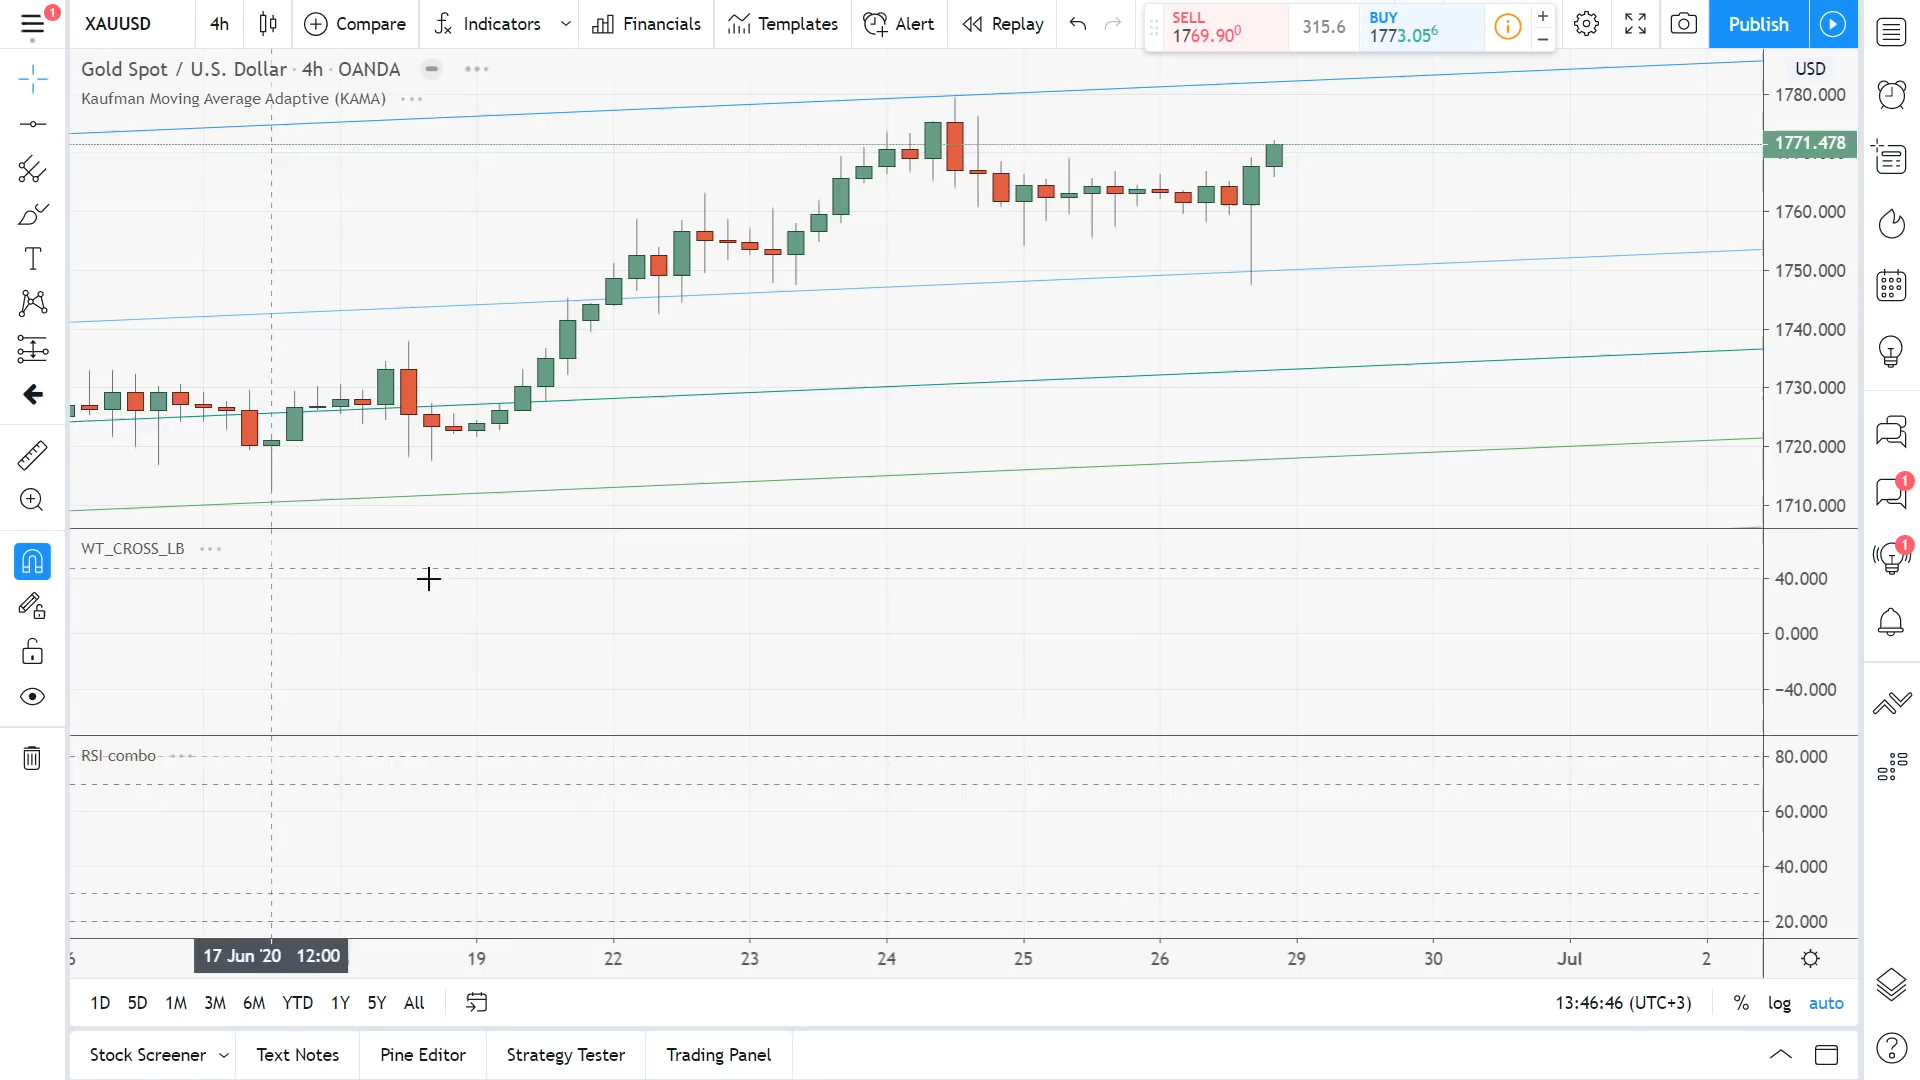 1
XAUUSD
4h
Compare
Indicators
Financials
Templates
Alert
Replay
SELL
1769.900
315.6
BUY
1773.056
Publish
Gold Spot / U.S. Dollar · 4h · OANDA
Kaufman Moving Average Adaptive (KAMA)
USD
1780.000
1771.478
1760.000
1750.000
1740.000
1730.000
1720.000
1710.000
WT_CROSS_LB
40.000
0.000
−40.000
RSI combo
80.000
60.000
40.000
20.000
17 Jun '20 12:00
19
22
23
24
25
26
29
30
Jul
2
1D 5D 1M 3M 6M YTD 1Y 5Y All
13:46:46 (UTC+3)
%
log
auto
Stock Screener
Text Notes
Pine Editor
Strategy Tester
Trading Panel
1
1